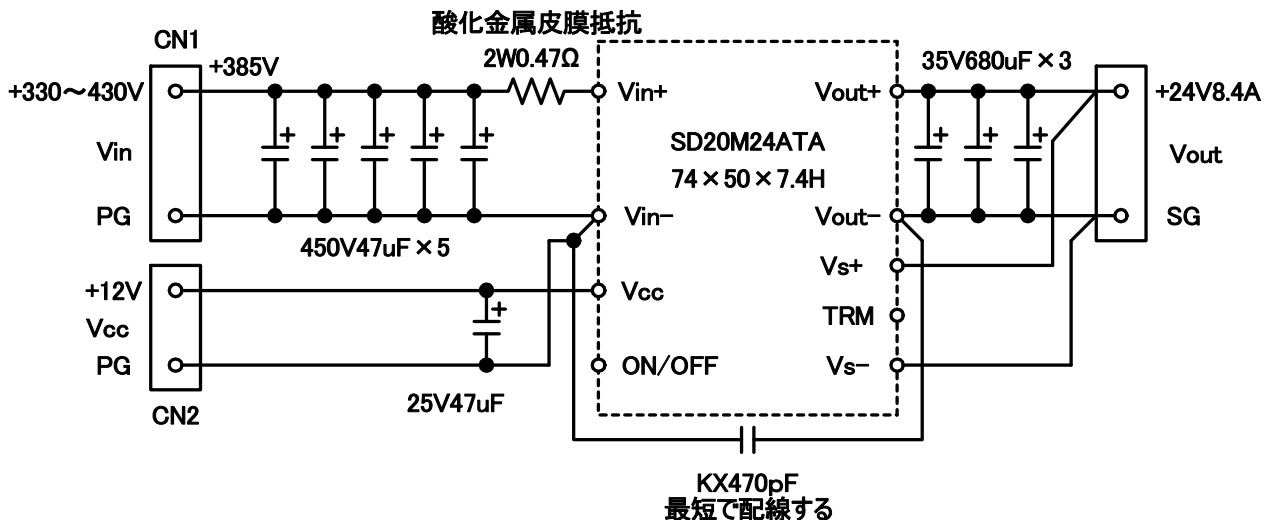 酸化金属皮膜抵抗
CN1
+385V
2W0.47Ω
35V680uF×3
+330～430V
Vin+
Vout+
+24V8.4A
Vin
SD20M24ATA
Vout
74×50×7.4H
PG
Vin-
Vout-
SG
450V47uF×5
Vs+
+12V
Vcc
Vcc
TRM
PG
ON/OFF
Vs-
25V47uF
CN2
KX470pF
最短で配線する